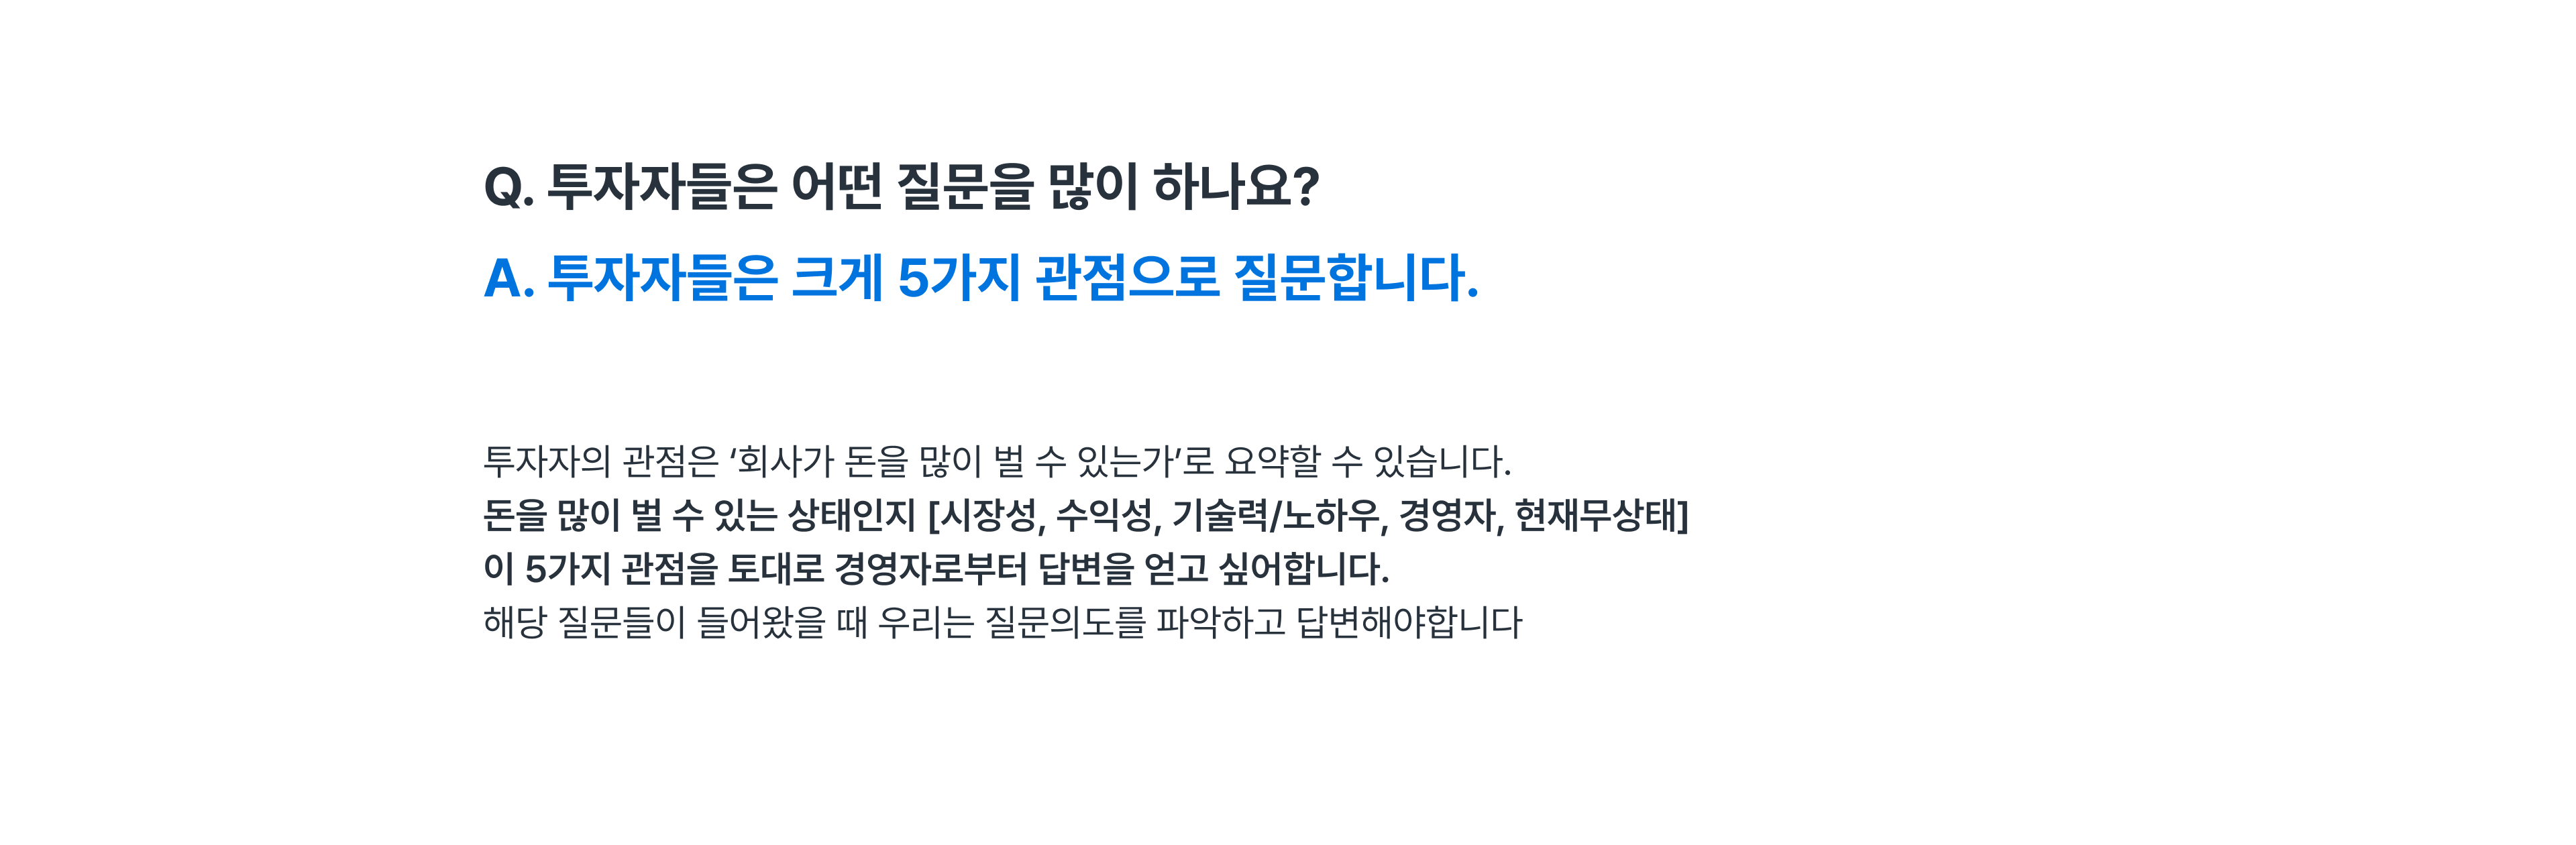 Q. 투자자들은 어떤 질문을 많이 하나요?
A. 투자자들은 크게 5가지 관점으로 질문합니다.
투자자의 관점은 ‘회사가 돈을 많이 벌 수 있는가’로 요약할 수 있습니다.
돈을 많이 벌 수 있는 상태인지 [시장성, 수익성, 기술력/노하우, 경영자, 현재무상태]
이 5가지 관점을 토대로 경영자로부터 답변을 얻고 싶어합니다.
해당 질문들이 들어왔을 때 우리는 질문의도를 파악하고 답변해야합니다